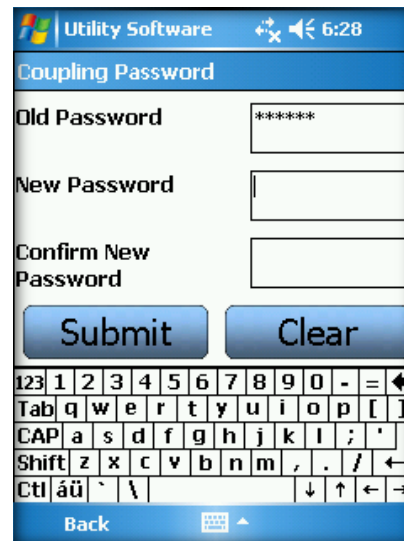 Utility Software 6:28
Coupling Password
Old Password ******
New Password
Confirm New
Password
Submit Clear
123 1 2 3 4 5 6 7 8 9 0 - =
Tab q w e r t y u i o p [ ]
CAP a s d f g h j k l ; '
Shift z x c v b n m , . / ←
Ctl áü ` \ ↓ ↑ ← →
Back